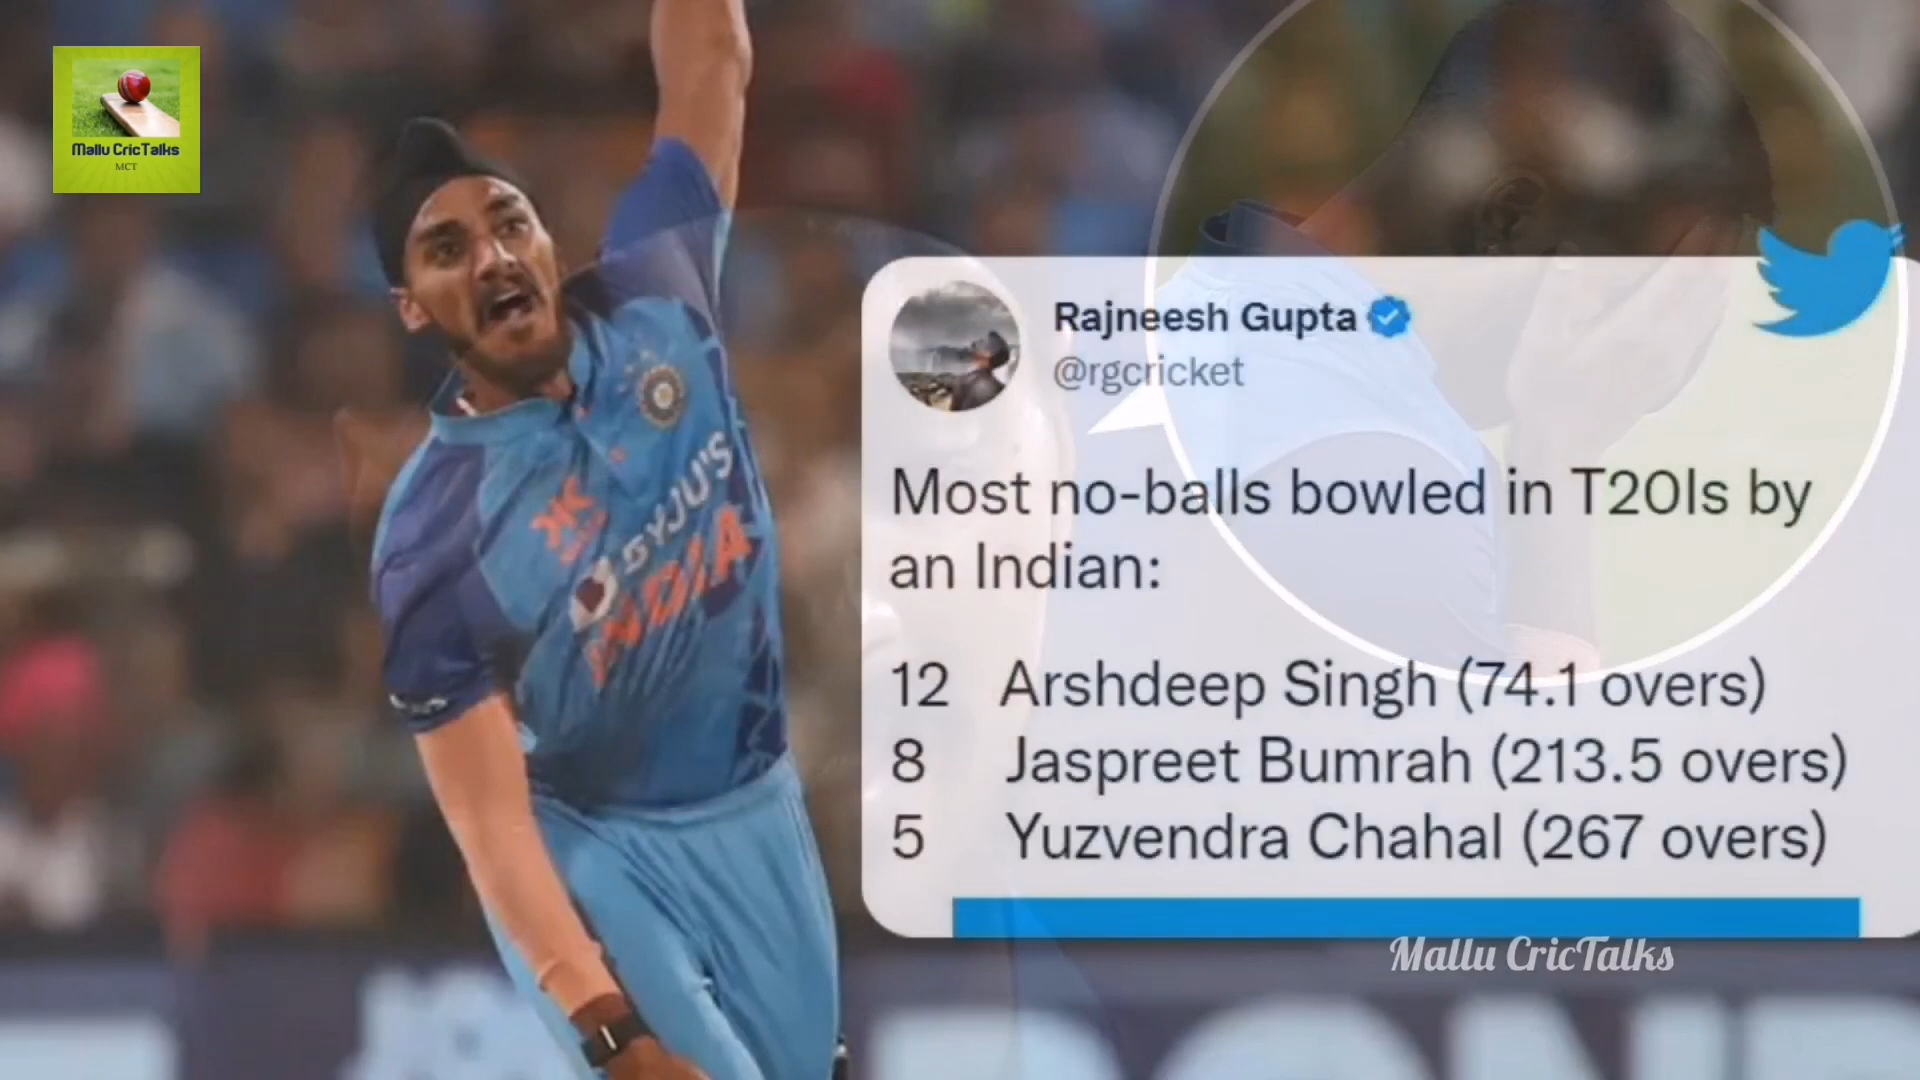 Mallu CricTalks
MCT
Rajneesh Gupta
@rgcricket
BYJU'S
INDIA
Most no-balls bowled in T20Is by
an Indian:
12 Arshdeep Singh (74.1 overs)
8 Jaspreet Bumrah (213.5 overs)
5 Yuzvendra Chahal (267 overs)
Mallu CricTalks